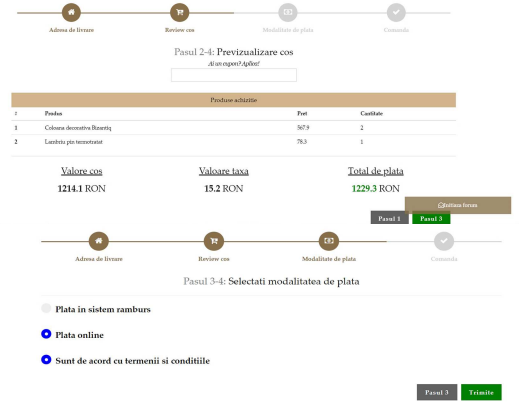 Adresa de livrare Review cos Modalitate de plata Comanda
Pasul 2-4: Previzualizare cos
Ai un cupon? Aplica!
Produse achizitie
# Produs Pret Cantitate
1 Coloana decorativa Bizantiq 567.9 2
2 Lambriu pin termotratat 78.3 1
Valore cos Valoare taxa Total de plata
1214.1 RON 15.2 RON 1229.3 RON
Initiaza forum
Pasul 1 Pasul 3
Adresa de livrare Review cos Modalitate de plata Comanda
Pasul 3-4: Selectati modalitatea de plata
Plata in sistem ramburs
Plata online
Sunt de acord cu termenii si conditiile
Pasul 3 Trimite